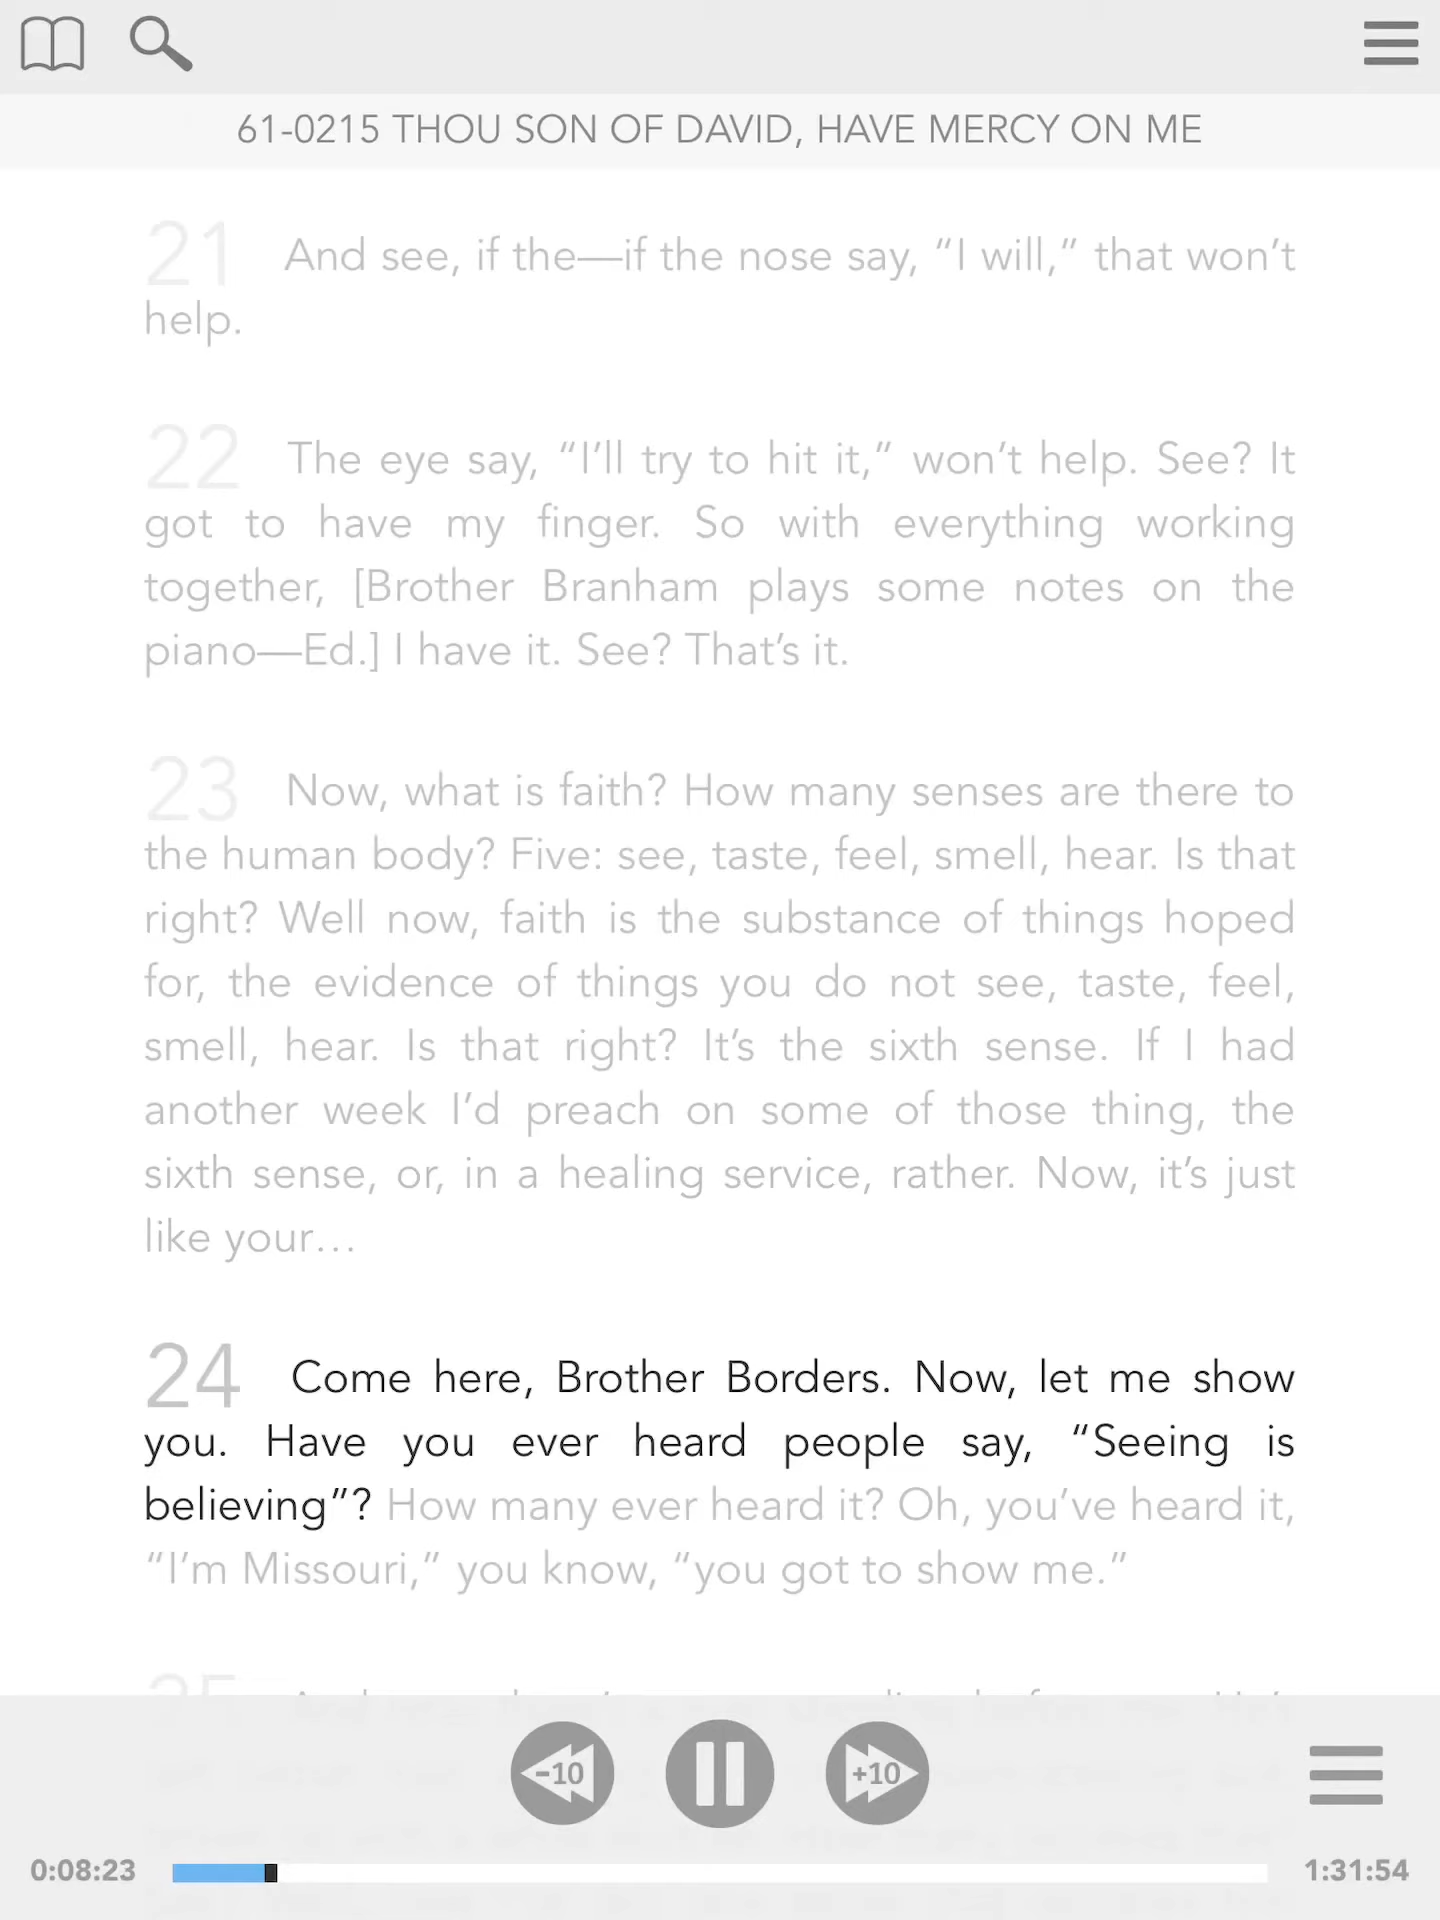 61-0215 THOU SON OF DAVID, HAVE MERCY ON ME
21 And see, if the—if the nose say, “I will,” that won’t
help.
22 The eye say, “I’ll try to hit it,” won’t help. See? It
got to have my finger. So with everything working
together, [Brother Branham plays some notes on the
piano—Ed.] I have it. See? That’s it.
23 Now, what is faith? How many senses are there to
the human body? Five: see, taste, feel, smell, hear. Is that
right? Well now, faith is the substance of things hoped
for, the evidence of things you do not see, taste, feel,
smell, hear. Is that right? It’s the sixth sense. If I had
another week I’d preach on some of those thing, the
sixth sense, or, in a healing service, rather. Now, it’s just
like your…
24 Come here, Brother Borders. Now, let me show
you. Have you ever heard people say, “Seeing is
believing”? How many ever heard it? Oh, you’ve heard it,
“I’m Missouri,” you know, “you got to show me.”
-10 +10
0:08:23 1:31:54